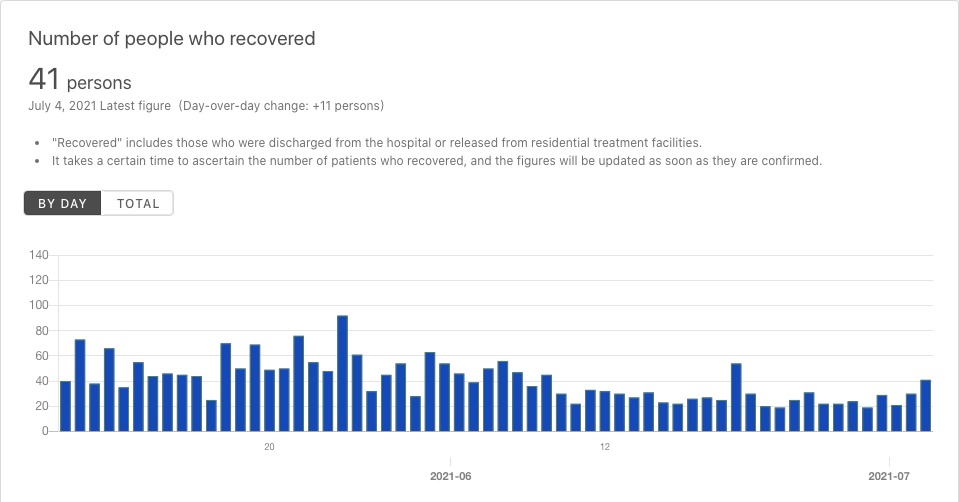 Number of people who recovered
41 persons
July 4, 2021 Latest figure (Day-over-day change: +11 persons)
• "Recovered" includes those who were discharged from the hospital or released from residential treatment facilities.
• It takes a certain time to ascertain the number of patients who recovered, and the figures will be updated as soon as they are confirmed.
BY DAY TOTAL
140
120
100
80
60
40
20
0
20 12
2021-06 2021-07